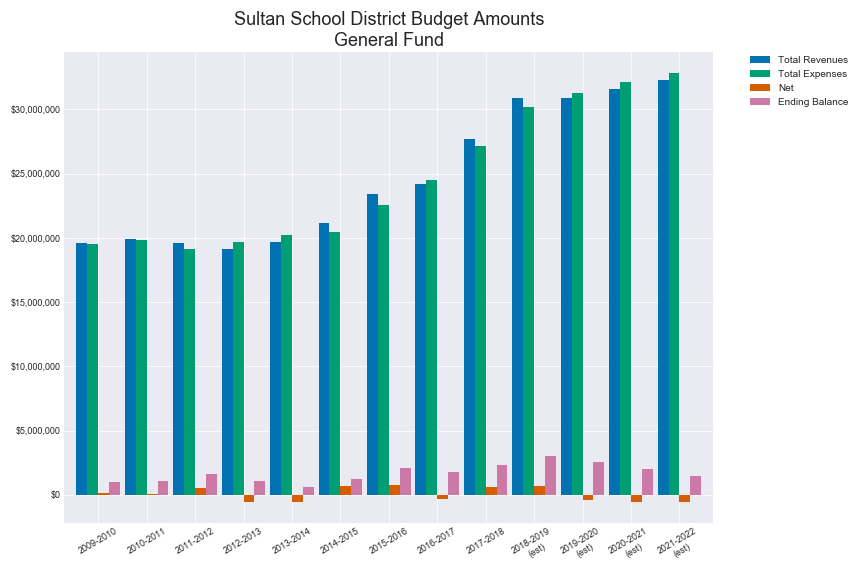 Sultan School District Budget Amounts
General Fund
Total Revenues
Total Expenses
Net
Ending Balance
$30,000,000
$25,000,000
$20,000,000
$15,000,000
$10,000,000
$5,000,000
$0
2009-2010
2010-2011
2011-2012
2012-2013
2013-2014
2014-2015
2015-2016
2016-2017
2017-2018
2018-2019
(est)
2019-2020
(est)
2020-2021
(est)
2021-2022
(est)